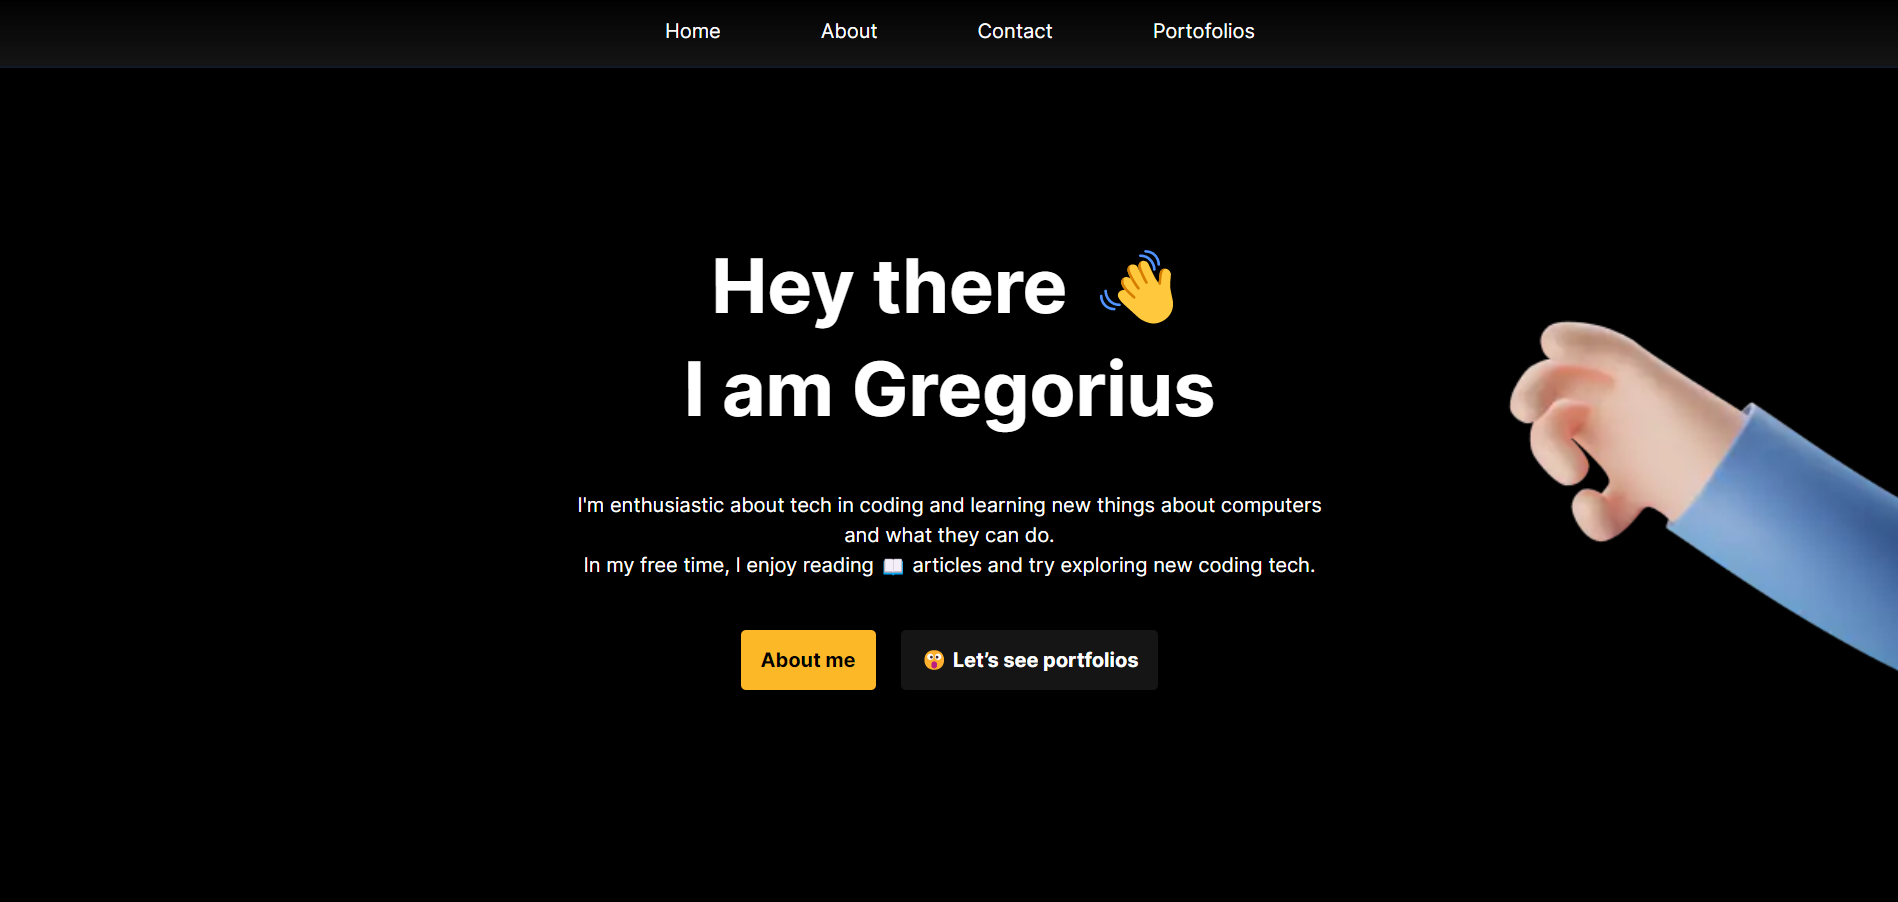 Home About Contact Portofolios
Hey there 👋
I am Gregorius
I'm enthusiastic about tech in coding and learning new things about computers
and what they can do.
In my free time, I enjoy reading 📖 articles and try exploring new coding tech.
About me
😲 Let’s see portfolios